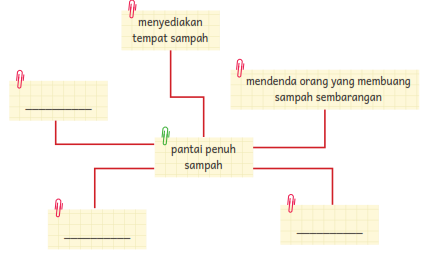 menyediakan
tempat sampah
mendenda orang yang membuang
sampah sembarangan
pantai penuh
sampah